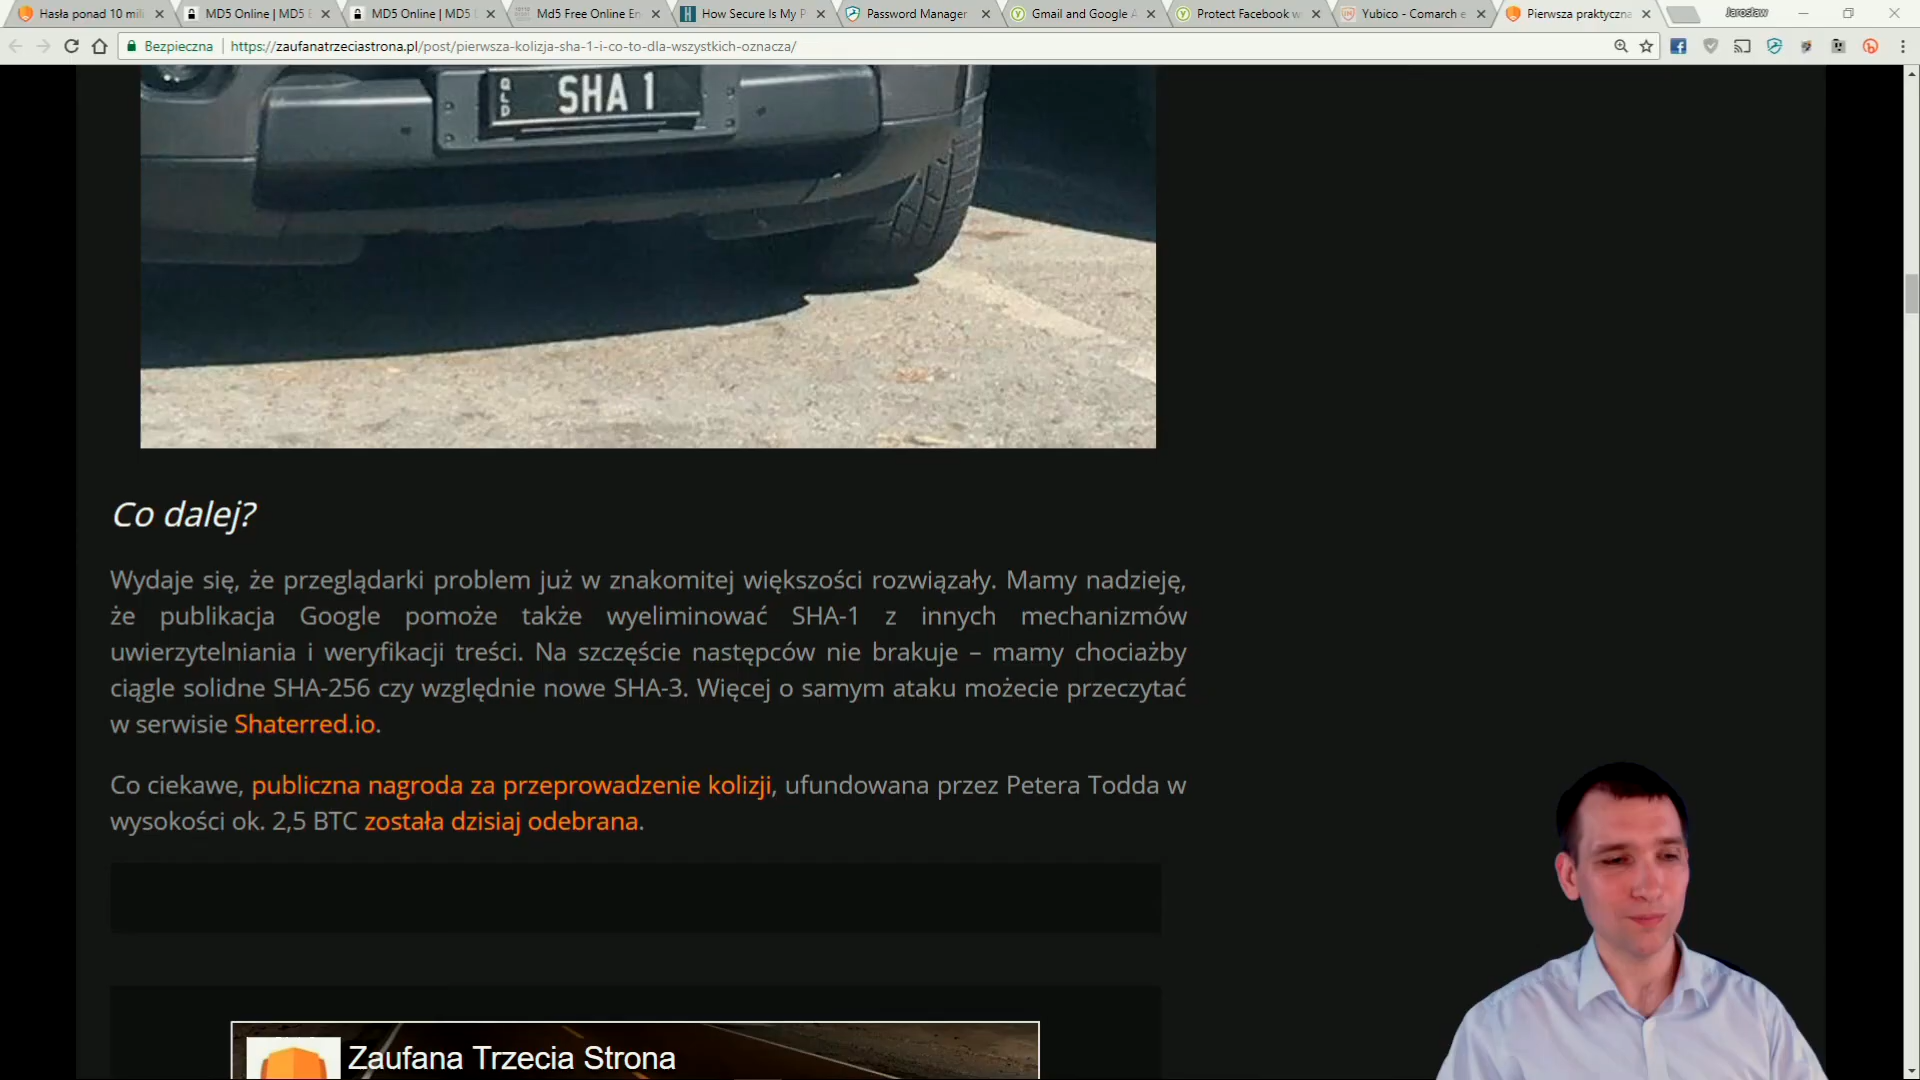 Hasła ponad 10 mili
MD5 Online | MD5
MD5 Online | MD5
Md5 Free Online En
How Secure Is My P
Password Manager
Gmail and Google A
Protect Facebook w
Yubico - Comarch e
Pierwsza praktyczna
Jarosław
Bezpieczna
https://zaufanatrzeciastrona.pl/post/pierwsza-kolizja-sha-1-i-co-to-dla-wszystkich-oznacza/
QLD SHA 1
Co dalej?
Wydaje się, że przeglądarki problem już w znakomitej większości rozwiązały. Mamy nadzieję,
że publikacja Google pomoże także wyeliminować SHA-1 z innych mechanizmów
uwierzytelniania i weryfikacji treści. Na szczęście następców nie brakuje – mamy chociażby
ciągle solidne SHA-256 czy względnie nowe SHA-3. Więcej o samym ataku możecie przeczytać
w serwisie Shaterred.io.
Co ciekawe, publiczna nagroda za przeprowadzenie kolizji, ufundowana przez Petera Todda w
wysokości ok. 2,5 BTC została dzisiaj odebrana.
Zaufana Trzecia Strona